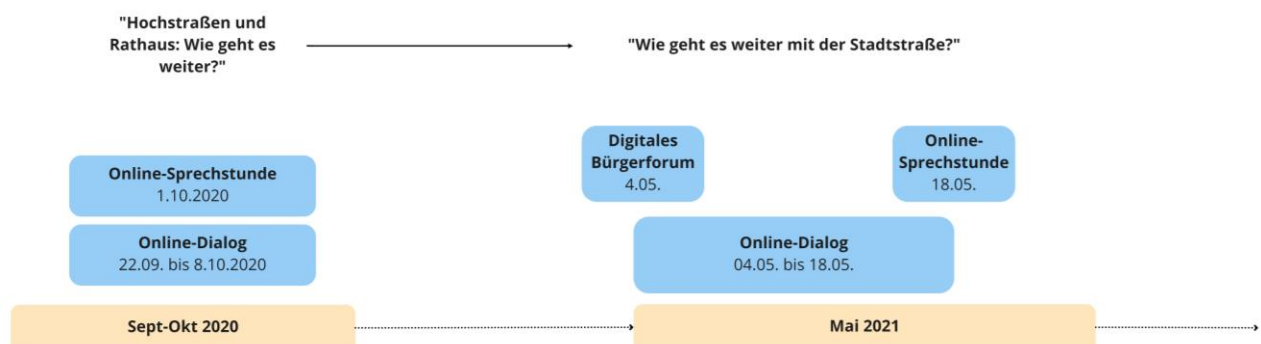 "Hochstraßen und
Rathaus: Wie geht es
weiter?"
"Wie geht es weiter mit der Stadtstraße?"
Digitales
Bürgerforum
4.05.
Online-
Sprechstunde
18.05.
Online-Sprechstunde
1.10.2020
Online-Dialog
22.09. bis 8.10.2020
Online-Dialog
04.05. bis 18.05.
Sept-Okt 2020
Mai 2021